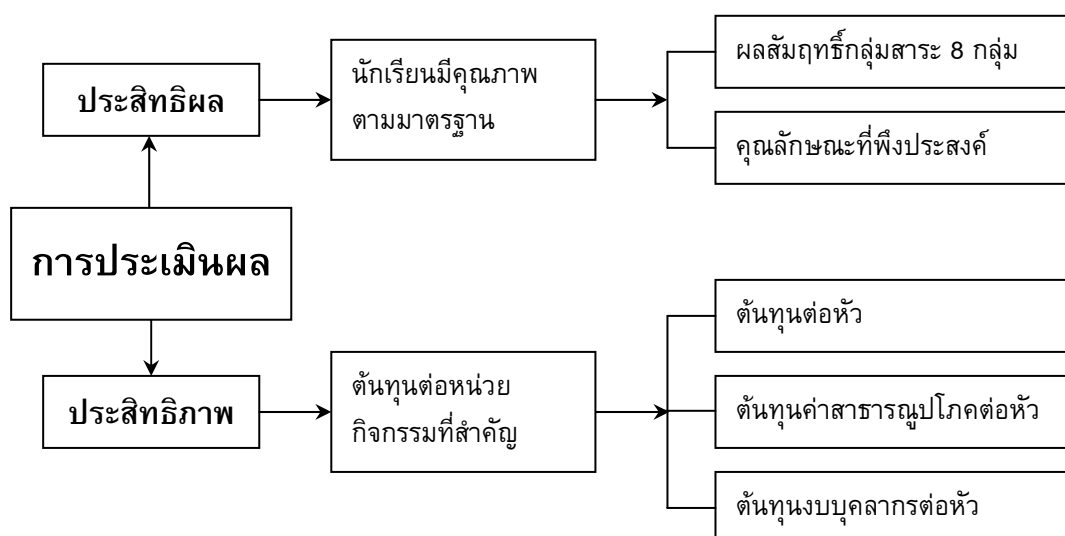 ประสิทธิผล
นักเรียนมีคุณภาพ
ตามมาตรฐาน
ผลสัมฤทธิ์กลุ่มสาระ 8 กลุ่ม
คุณลักษณะที่พึงประสงค์
การประเมินผล
ประสิทธิภาพ
ต้นทุนต่อหน่วย
กิจกรรมที่สำคัญ
ต้นทุนต่อหัว
ต้นทุนค่าสาธารณูปโภคต่อหัว
ต้นทุนงบบุคลากรต่อหัว